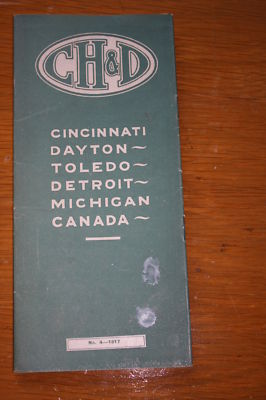 CH&D
CINCINNATI
DAYTON~
TOLEDO~
DETROIT~
MICHIGAN
CANADA~
No. 4—1917